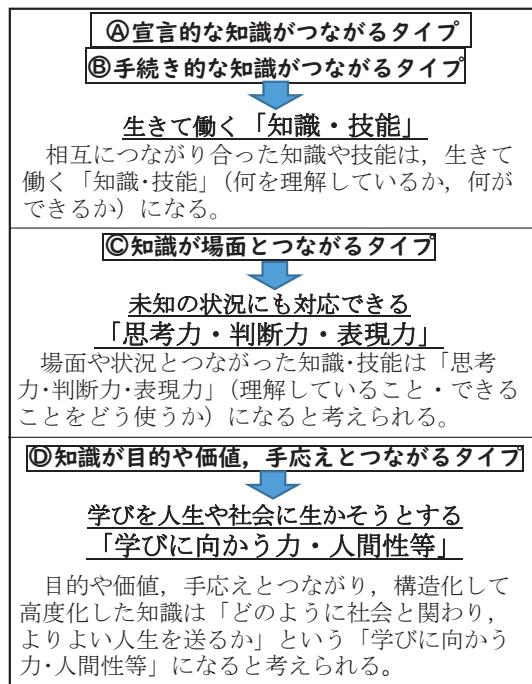 Ⓐ宣言的な知識がつながるタイプ
Ⓑ手続き的な知識がつながるタイプ
生きて働く「知識・技能」
相互につながり合った知識や技能は，生きて
働く「知識･技能」（何を理解しているか，何が
できるか）になる。
Ⓒ知識が場面とつながるタイプ
未知の状況にも対応できる
「思考力・判断力・表現力」
場面や状況とつながった知識･技能は「思考
力･判断力･表現力」（理解していること・できる
ことをどう使うか）になると考えられる。
Ⓓ知識が目的や価値，手応えとつながるタイプ
学びを人生や社会に生かそうとする
「学びに向かう力・人間性等」
目的や価値，手応えとつながり，構造化して
高度化した知識は「どのように社会と関わり，
よりよい人生を送るか」という「学びに向かう
力･人間性等」になると考えられる。